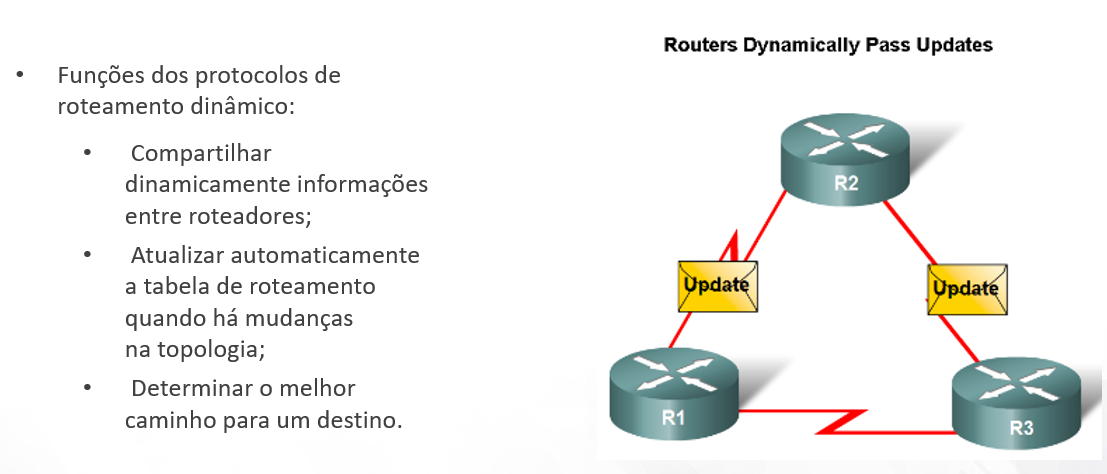 • Funções dos protocolos de
roteamento dinâmico:
• Compartilhar
dinamicamente informações
entre roteadores;
• Atualizar automaticamente
a tabela de roteamento
quando há mudanças
na topologia;
• Determinar o melhor
caminho para um destino.
Routers Dynamically Pass Updates
R2
Update
Update
R1
R3